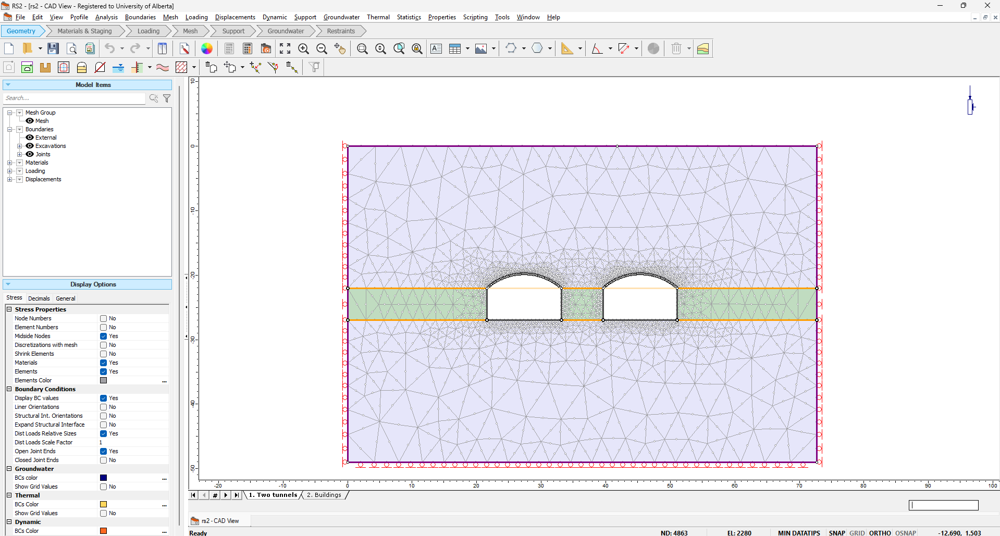 RS2 - [rs2 - CAD View - Registered to University of Alberta]
File Edit View Profile Analysis Boundaries Mesh Loading Displacements Dynamic Support Groundwater Thermal Statistics Properties Scripting Tools Window Help
Geometry Materials & Staging Loading Mesh Support Groundwater Restraints
Model Items
Search...
Mesh Group
Mesh
Boundaries
External
Excavations
Joints
Materials
Loading
Displacements
Display Options
Stress Decimals General
Stress Properties
Node Numbers No
Element Numbers No
Midside Nodes Yes
Discretizations with mesh No
Shrink Elements No
Materials Yes
Elements Yes
Elements Color ...
Boundary Conditions
Display BC values Yes
Liner Orientations No
Structural Int. Orientations No
Expand Structural Interface No
Dist Loads Relative Sizes Yes
Dist Loads Scale Factor 1
Open Joint Ends Yes
Closed Joint Ends No
Groundwater
BCs color ...
Show Grid Values No
Thermal
BCs Color ...
Show Grid Values No
Dynamic
BCs Color ...
10
0
-10
-20
-30
-40
-50
-20 -10 0 10 20 30 40 50 60 70 80 90 100
# 1. Two tunnels 2. Buildings
rs2 - CAD View
Ready ND: 4863 EL: 2280 MIN DATATIPS SNAP GRID ORTHO OSNAP -12.690, 1.503